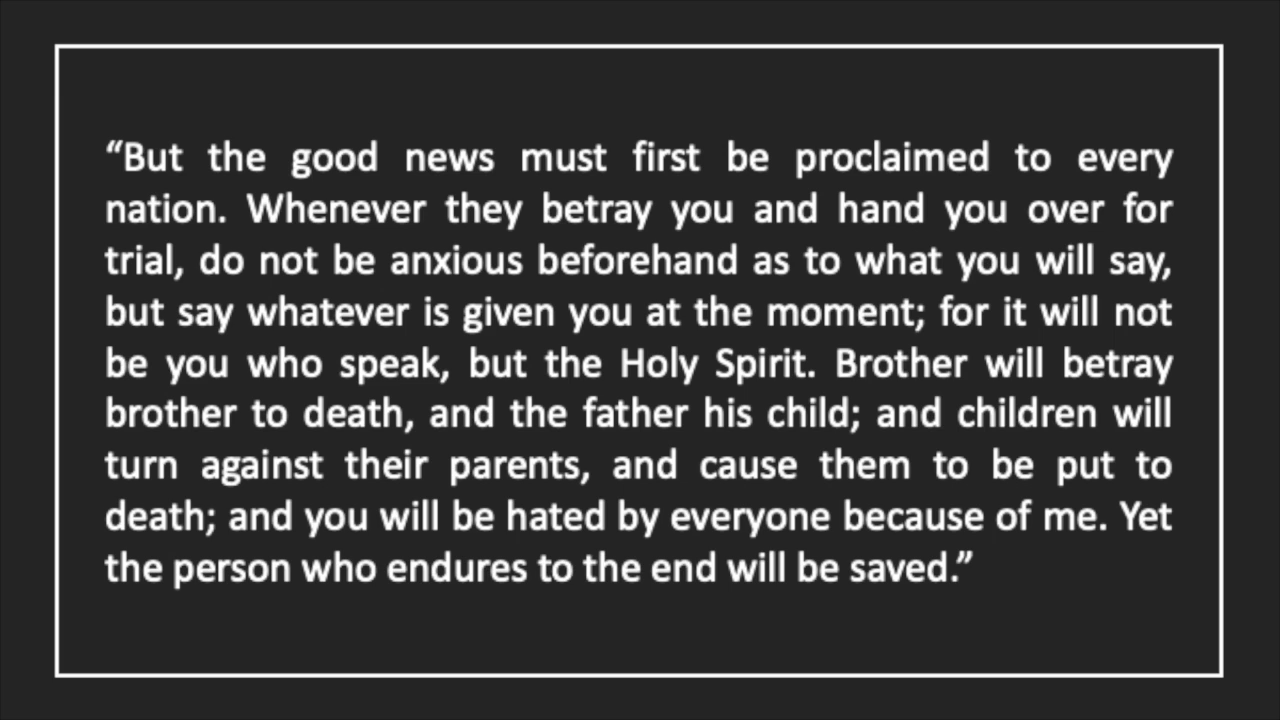 “But the good news must first be proclaimed to every
nation. Whenever they betray you and hand you over for
trial, do not be anxious beforehand as to what you will say,
but say whatever is given you at the moment; for it will not
be you who speak, but the Holy Spirit. Brother will betray
brother to death, and the father his child; and children will
turn against their parents, and cause them to be put to
death; and you will be hated by everyone because of me. Yet
the person who endures to the end will be saved.”